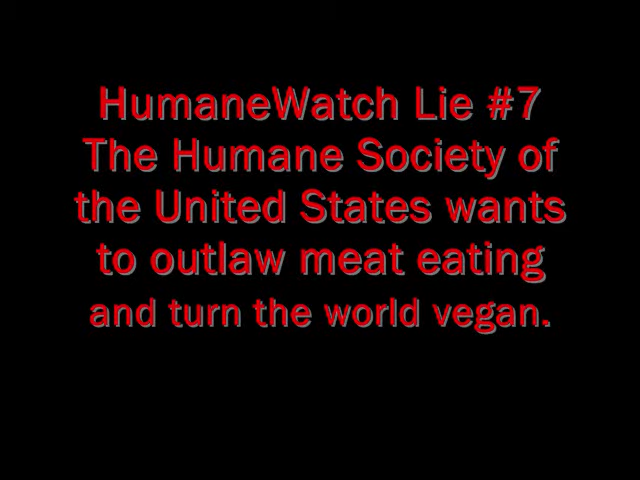 HumaneWatch Lie #7
The Humane Society of
the United States wants
to outlaw meat eating
and turn the world vegan.